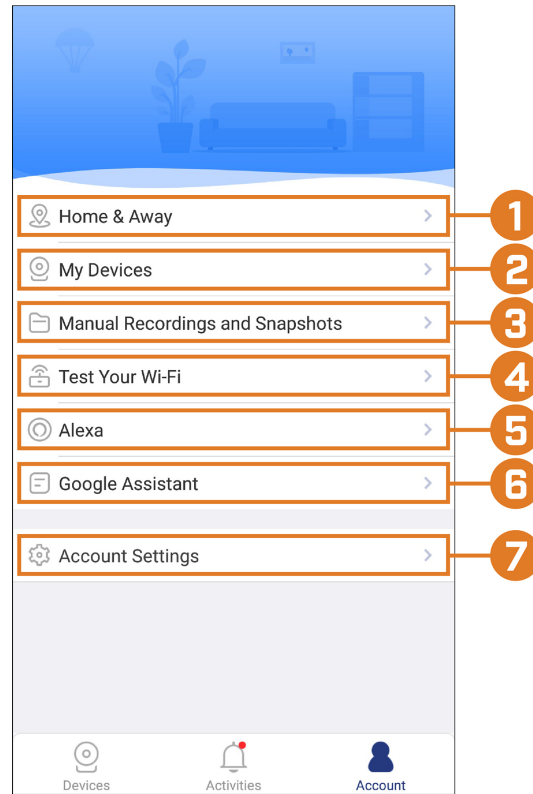 Home & Away
1
My Devices
2
Manual Recordings and Snapshots
3
Test Your Wi-Fi
4
Alexa
5
Google Assistant
6
Account Settings
7
Devices
Activities
Account